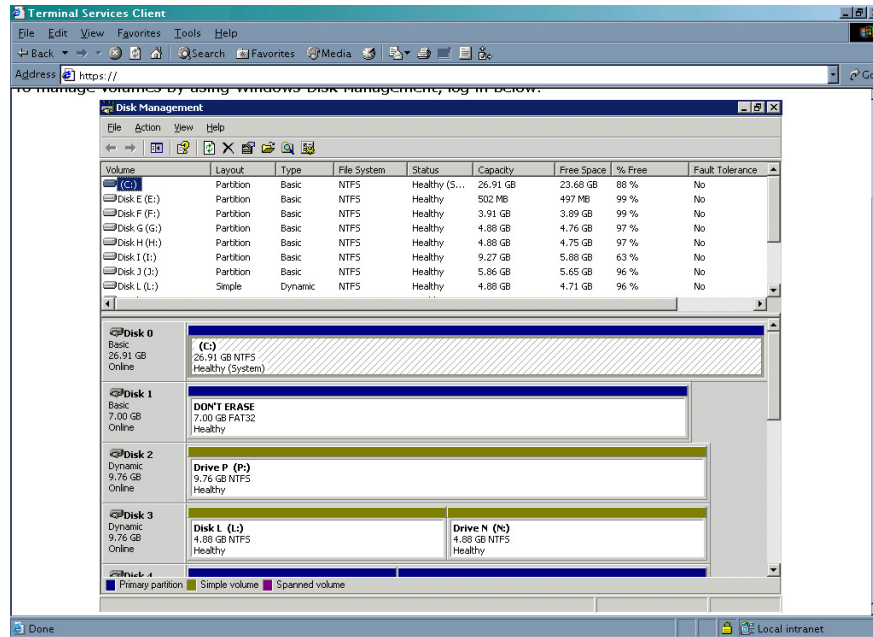 Terminal Services Client
File Edit View Favorites Tools Help
Back Search Favorites Media
Address https:// Go
To manage volumes by using Windows Disk Management, log in below.
Disk Management
File Action View Help
Volume Layout Type File System Status Capacity Free Space % Free Fault Tolerance
(C:) Partition Basic NTFS Healthy (S... 26.91 GB 23.68 GB 88 % No
Disk E (E:) Partition Basic NTFS Healthy 502 MB 497 MB 99 % No
Disk F (F:) Partition Basic NTFS Healthy 3.91 GB 3.89 GB 99 % No
Disk G (G:) Partition Basic NTFS Healthy 4.88 GB 4.76 GB 97 % No
Disk H (H:) Partition Basic NTFS Healthy 4.88 GB 4.75 GB 97 % No
Disk I (I:) Partition Basic NTFS Healthy 9.27 GB 5.88 GB 63 % No
Disk J (J:) Partition Basic NTFS Healthy 5.86 GB 5.65 GB 96 % No
Disk L (L:) Simple Dynamic NTFS Healthy 4.88 GB 4.71 GB 96 % No
Disk 0
Basic
26.91 GB
Online
(C:)
26.91 GB NTFS
Healthy (System)
Disk 1
Basic
7.00 GB
Online
DON'T ERASE
7.00 GB FAT32
Healthy
Disk 2
Dynamic
9.76 GB
Online
Drive P (P:)
9.76 GB NTFS
Healthy
Disk 3
Dynamic
9.76 GB
Online
Disk L (L:)
4.88 GB NTFS
Healthy
Drive N (N:)
4.88 GB NTFS
Healthy
Disk 4
Primary partition Simple volume Spanned volume
Done Local intranet